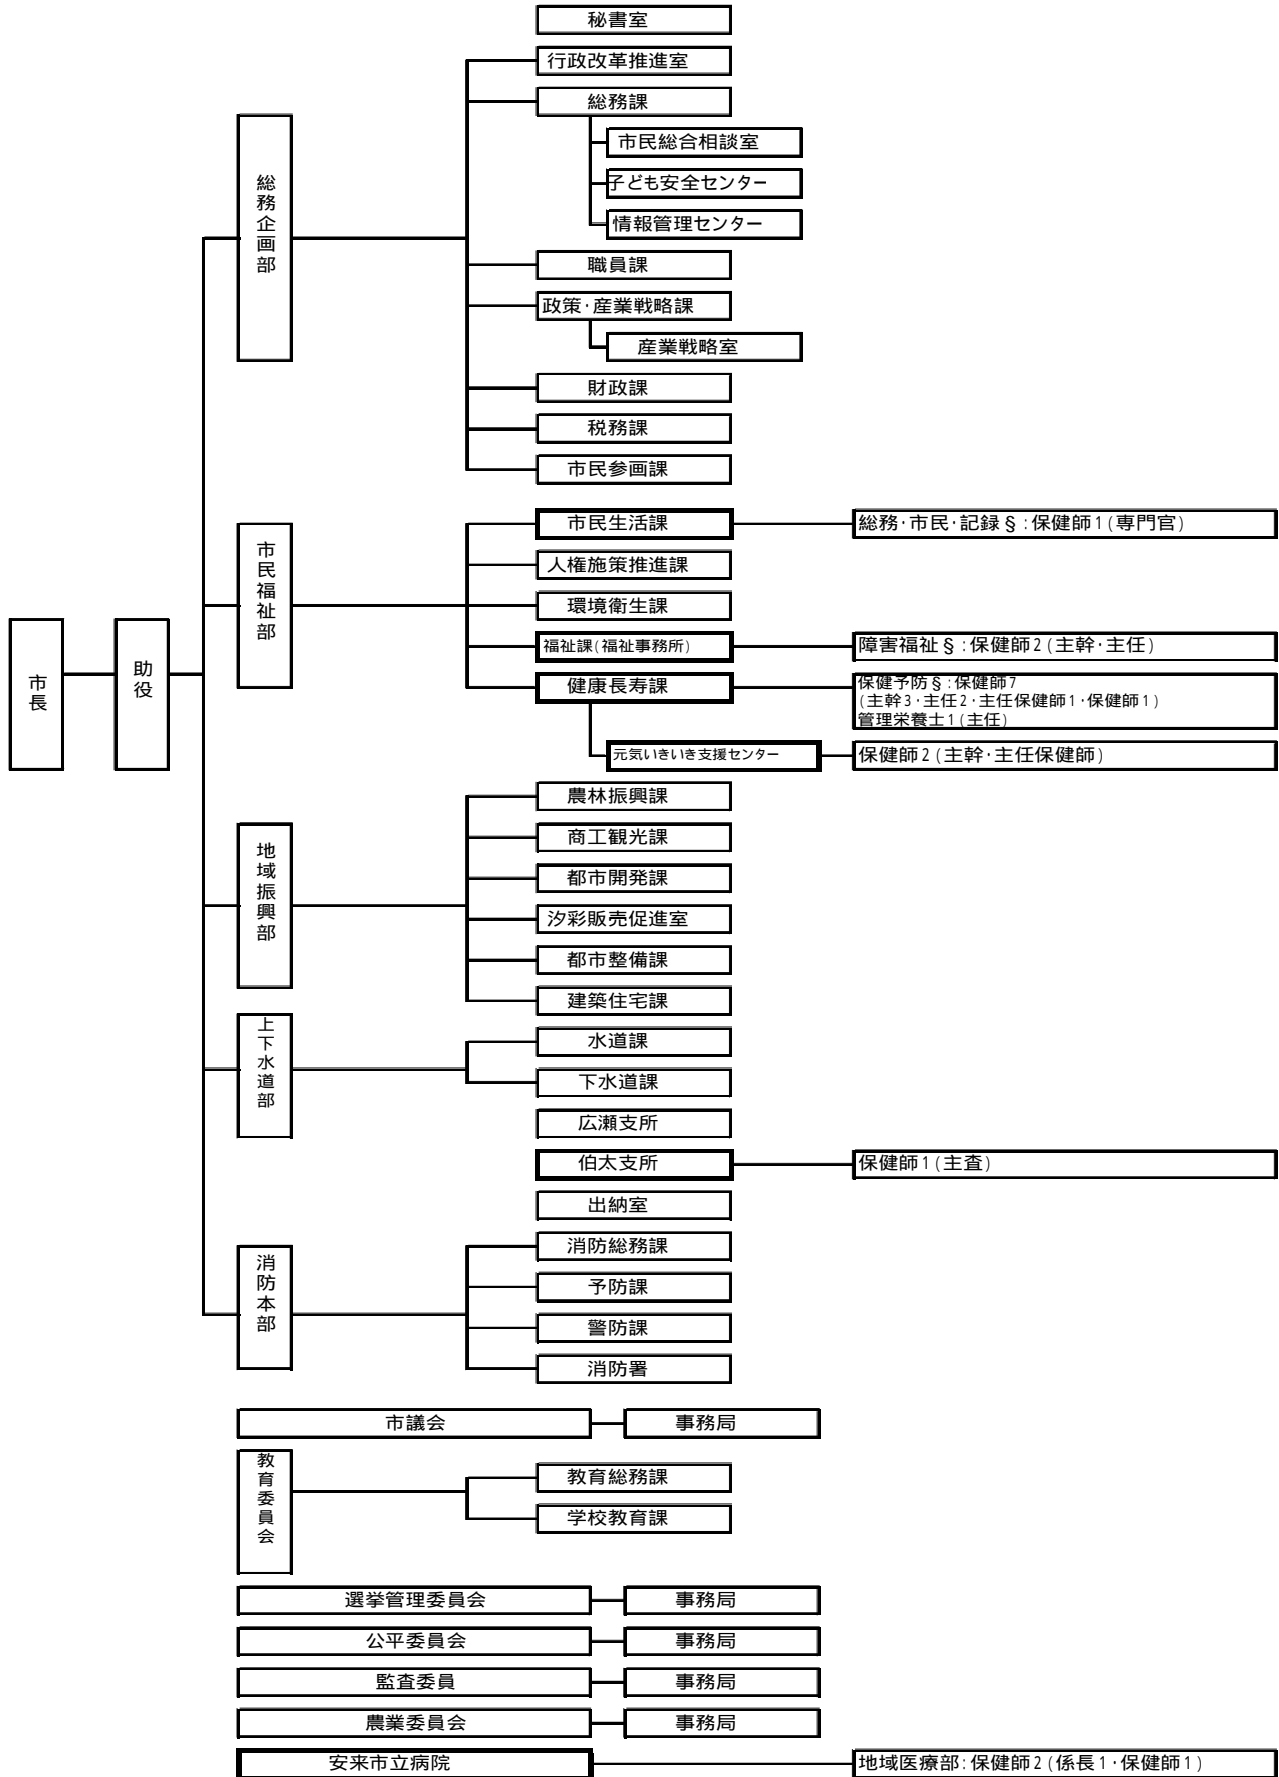 秘書室
行政改革推進室
総務課
市民総合相談室
子ども安全センター
情報管理センター
総務企画部
職員課
政策・産業戦略課
産業戦略室
財政課
税務課
市民参画課
市民生活課
総務・市民・記録§:保健師1(専門官)
市民福祉部
人権施策推進課
環境衛生課
福祉課(福祉事務所)
障害福祉§:保健師2(主幹・主任)
市長
助役
健康長寿課
保健予防§:保健師7
(主幹3・主任2・主任保健師1・保健師1)
管理栄養士1(主任)
元気いきいき支援センター
保健師2(主幹・主任保健師)
農林振興課
商工観光課
地域振興部
都市開発課
汐彩販売促進室
都市整備課
建築住宅課
上下水道部
水道課
下水道課
広瀬支所
伯太支所
保健師1(主査)
出納室
消防本部
消防総務課
予防課
警防課
消防署
市議会
事務局
教育委員会
教育総務課
学校教育課
選挙管理委員会
事務局
公平委員会
事務局
監査委員
事務局
農業委員会
事務局
安来市立病院
地域医療部:保健師2(係長1・保健師1)